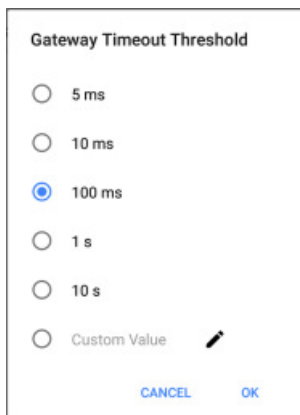 Gateway Timeout Threshold
5 ms
10 ms
100 ms
1 s
10 s
Custom Value
CANCEL OK